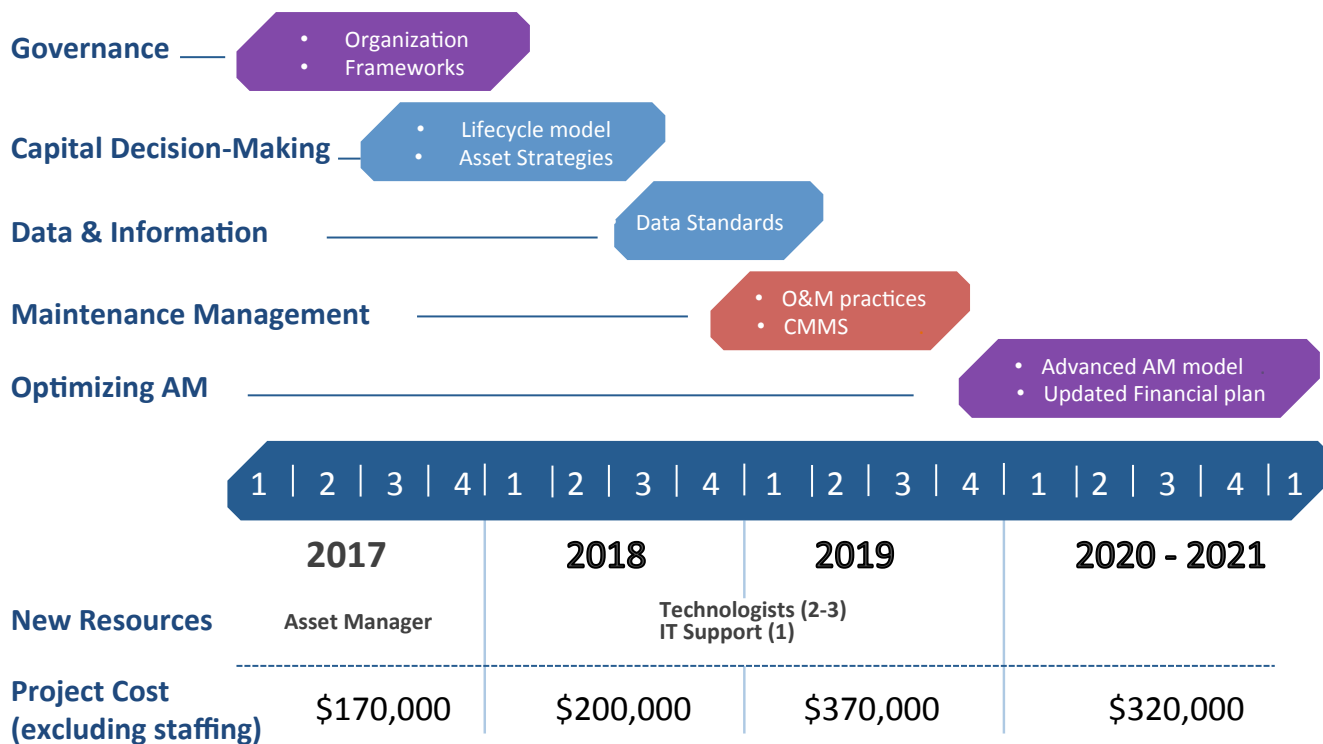 Governance
• Organization
• Frameworks
Capital Decision-Making
• Lifecycle model
• Asset Strategies
Data & Information
Data Standards
Maintenance Management
• O&M practices
• CMMS
Optimizing AM
• Advanced AM model
• Updated Financial plan
1 | 2 | 3 | 4 | 1 | 2 | 3 | 4 | 1 | 2 | 3 | 4 | 1 | 2 | 3 | 4 | 1
2017 2018 2019 2020 - 2021
New Resources
Asset Manager
Technologists (2-3)
IT Support (1)
Project Cost
(excluding staffing)
$170,000 $200,000 $370,000 $320,000